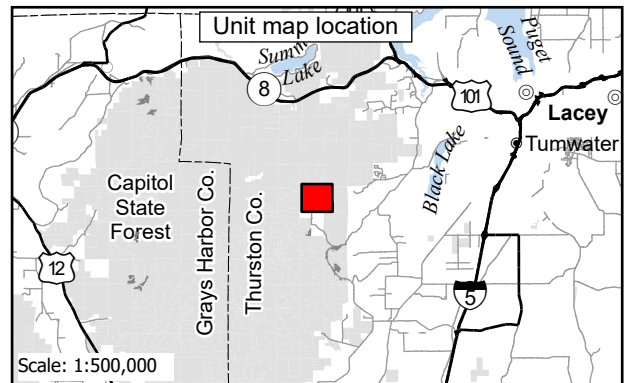 Unit map location
Summ
Lake
Puget
Sound
8
101
Lacey
Tumwater
Black Lake
Capitol
State
Forest
Grays Harbor Co.
Thurston Co.
12
5
Scale: 1:500,000